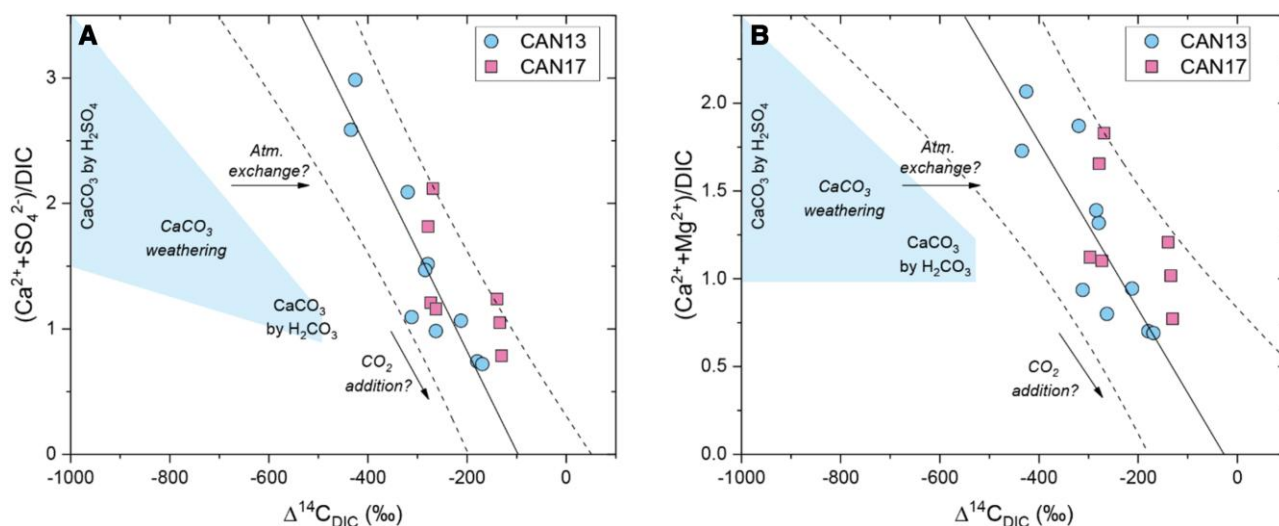 A
CAN13
CAN17
(Ca²⁺+SO₄²⁻)/DIC
3
2
1
0
CaCO₃ by H₂SO₄
Atm.
exchange?
CaCO₃
weathering
CaCO₃
by H₂CO₃
CO₂
addition?
-1000
-800
-600
-400
-200
0
Δ¹⁴C_DIC (‰)
B
CAN13
CAN17
(Ca²⁺+Mg²⁺)/DIC
2.0
1.5
1.0
0.5
0.0
CaCO₃ by H₂SO₄
Atm.
exchange?
CaCO₃
weathering
CaCO₃
by H₂CO₃
CO₂
addition?
-1000
-800
-600
-400
-200
0
Δ¹⁴C_DIC (‰)